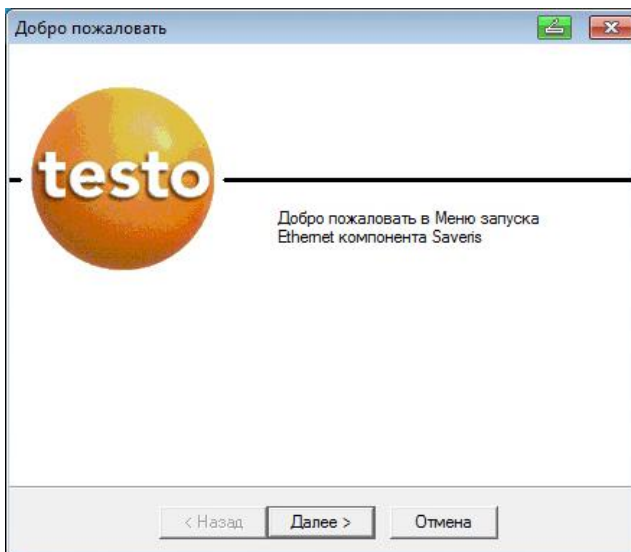 Добро пожаловать
testo
Добро пожаловать в Меню запуска
Ethernet компонента Saveris
< Назад
Далее >
Отмена